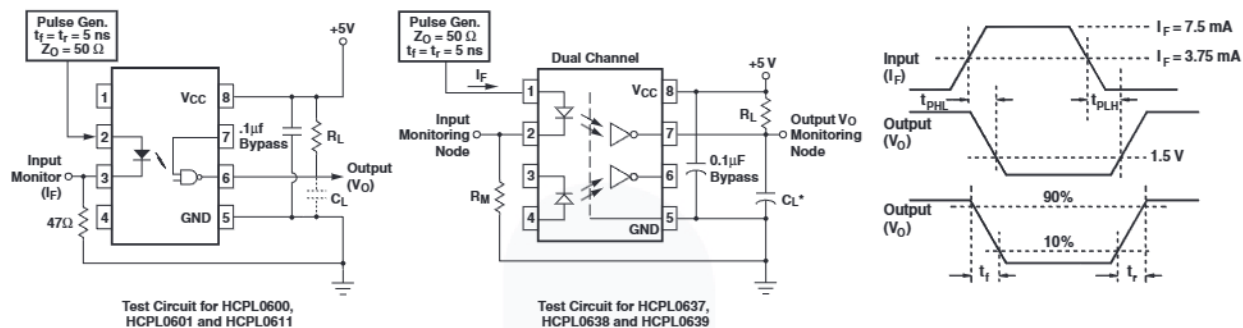 Pulse Gen.
tf = tr = 5 ns
ZO = 50 Ω
+5V
1
VCC
8
2
7
.1μf
Bypass
RL
Input
Monitor
(IF)
3
6
Output
(VO)
CL
4
GND
5
47Ω
Test Circuit for HCPL0600,
HCPL0601 and HCPL0611
Pulse Gen.
ZO = 50 Ω
tf = tr = 5 ns
IF
Dual Channel
+5 V
1
VCC
8
RL
Input
Monitoring
Node
2
7
Output VO
Monitoring
Node
3
6
0.1μF
Bypass
RM
CL*
4
5
GND
Test Circuit for HCPL0637,
HCPL0638 and HCPL0639
IF = 7.5 mA
Input
(IF)
IF = 3.75 mA
tPHL
tPLH
Output
(VO)
1.5 V
Output
(VO)
90%
10%
tf
tr